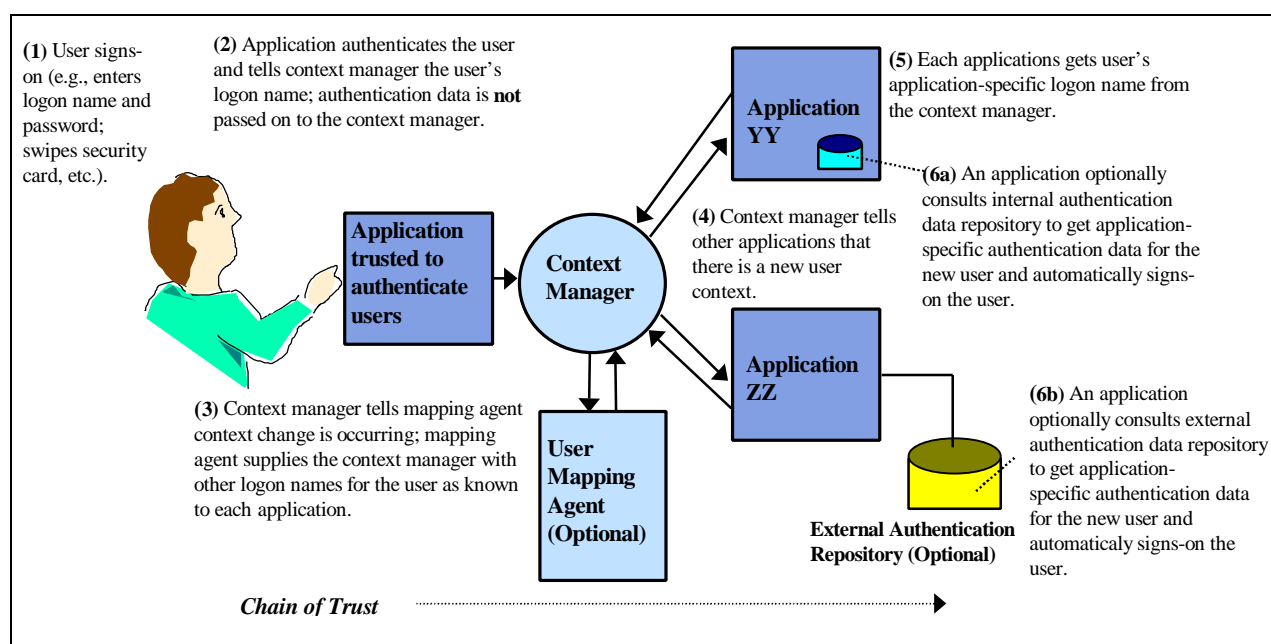 (1) User signs-
on (e.g., enters
logon name and
password;
swipes security
card, etc.).
(2) Application authenticates the user
and tells context manager the user's
logon name; authentication data is not
passed on to the context manager.
Application
YY
(5) Each applications gets user's
application-specific logon name from
the context manager.
(6a) An application optionally
consults internal authentication
data repository to get application-
specific authentication data for the
new user and automatically signs-
on the user.
Application
trusted to
authenticate
users
Context
Manager
(4) Context manager tells
other applications that
there is a new user
context.
Application
ZZ
(3) Context manager tells mapping agent
context change is occurring; mapping
agent supplies the context manager with
other logon names for the user as known
to each application.
User
Mapping
Agent
(Optional)
(6b) An application
optionally consults external
authentication data repository
to get application-
specific authentication data
for the new user and
automaticaly signs-on the
user.
External Authentication
Repository (Optional)
Chain of Trust